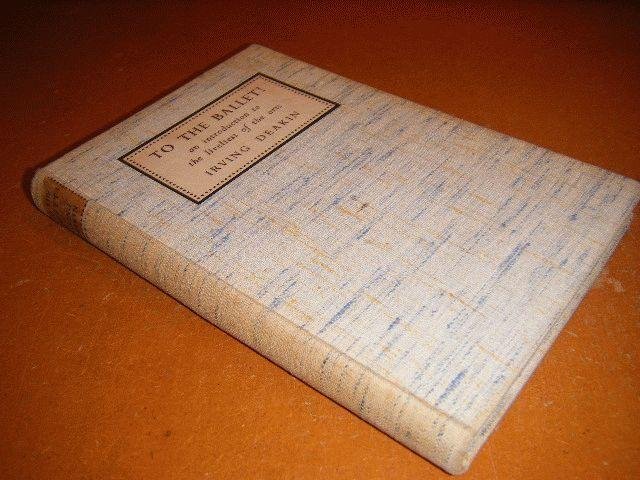 TO THE BALLET!
an introduction to
the liveliest of the arts
IRVING DEAKIN